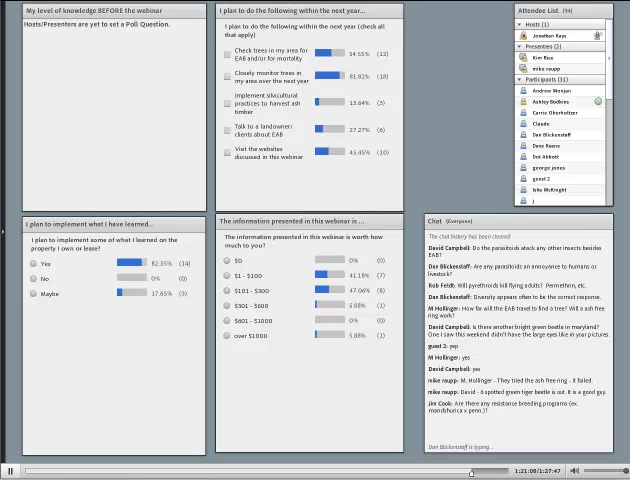 My level of knowledge BEFORE the webinar
Hosts/Presenters are yet to set a Poll Question.
I plan to do the following within the next year...
I plan to do the following within the next year (check all
that apply)
Check trees in my area for
EAB and/or for mortality
54.55% (12)
Closely monitor trees in
my area over the next year
81.82% (18)
Implement silvicultural
practices to harvest ash
timber
13.64% (3)
Talk to a landowner/
clients about EAB
27.27% (6)
Visit the websites
discussed in this webinar
45.45% (10)
Attendee List (34)
Hosts (1)
Jonathan Kays
Presenters (2)
Kim Rice
mike raupp
Participants (31)
Andrew Monjan
Ashley Bodkins
Carrie Oberholtzer
Claude
Dan Blickenstaff
Dave Keane
Dot Abbott
george jones
guest 2
Ishe McKnight
J
I plan to implement what I have learned...
I plan to implement some of what I learned on the
property I own or lease?
Yes 82.35% (14)
No 0% (0)
Maybe 17.65% (3)
The information presented in this webinar is ...
The information presented in this webinar is worth how
much to you?
$0 0% (0)
$1 - $100 41.18% (7)
$101 - $300 47.06% (8)
$301 - $600 5.88% (1)
$601 - $1000 0% (0)
over $1000 5.88% (1)
Chat (Everyone)
The chat history has been cleared
David Campbell: Do the parasitoids attack any other insects besides
EAB?
Dan Blickenstaff: Are any parasitoids an annoyance to humans or
livestock?
Rob Feldt: Will pyrethroids kill flying adults? Permethrin, etc.
Dan Blickenstaff: Diversity appears often to be the correct response.
M Hollinger: How far will the EAB travel to find a tree? Will a ash free
ring work?
David Campbell: Is there another bright green beetle in maryland?
One I saw this weekend didn't have the large eyes like in your pictures.
guest 2: yep
M Hollinger: yes
David Campbell: yes
mike raupp: M. Hollinger - They tried the ash free ring - it failed.
mike raupp: David - 6 spotted green tiger beetle is out. It is a good guy.
Jim Cook: Are there any resistance breeding programs (ex.
mandshurica x penn.)?
Dan Blickenstaff is typing...
1:21:08/1:27:47